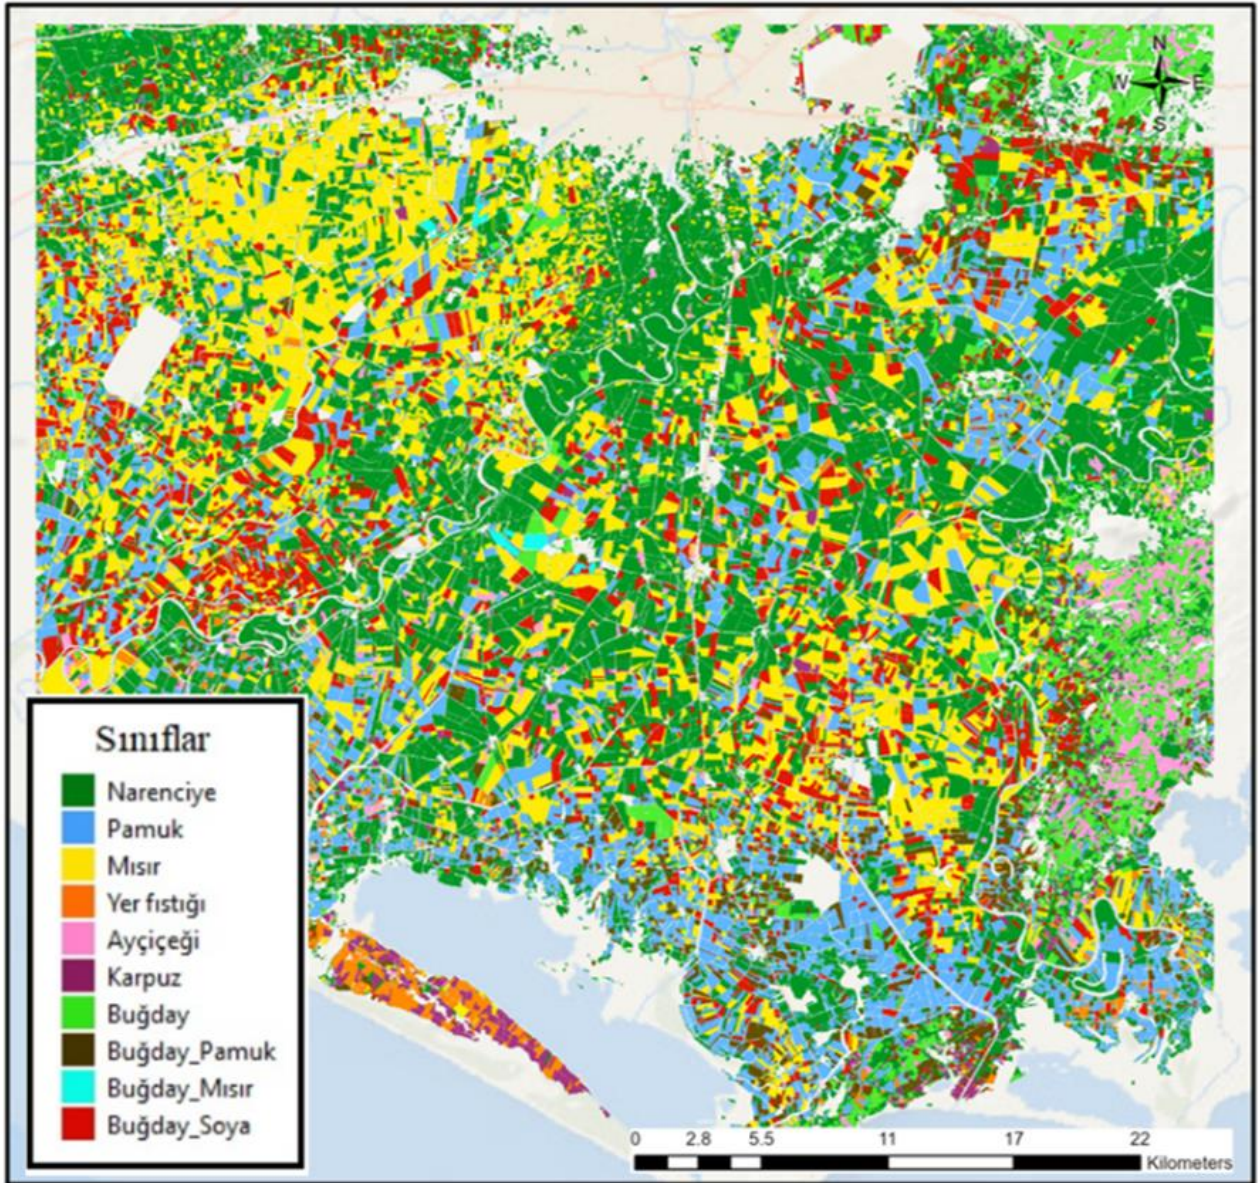 N
W E
S
Sınıflar
Narenciye
Pamuk
Mısır
Yer fıstığı
Ayçiçeği
Karpuz
Buğday
Buğday_Pamuk
Buğday_Mısır
Buğday_Soya
0 2.8 5.5 11 17 22
Kilometers